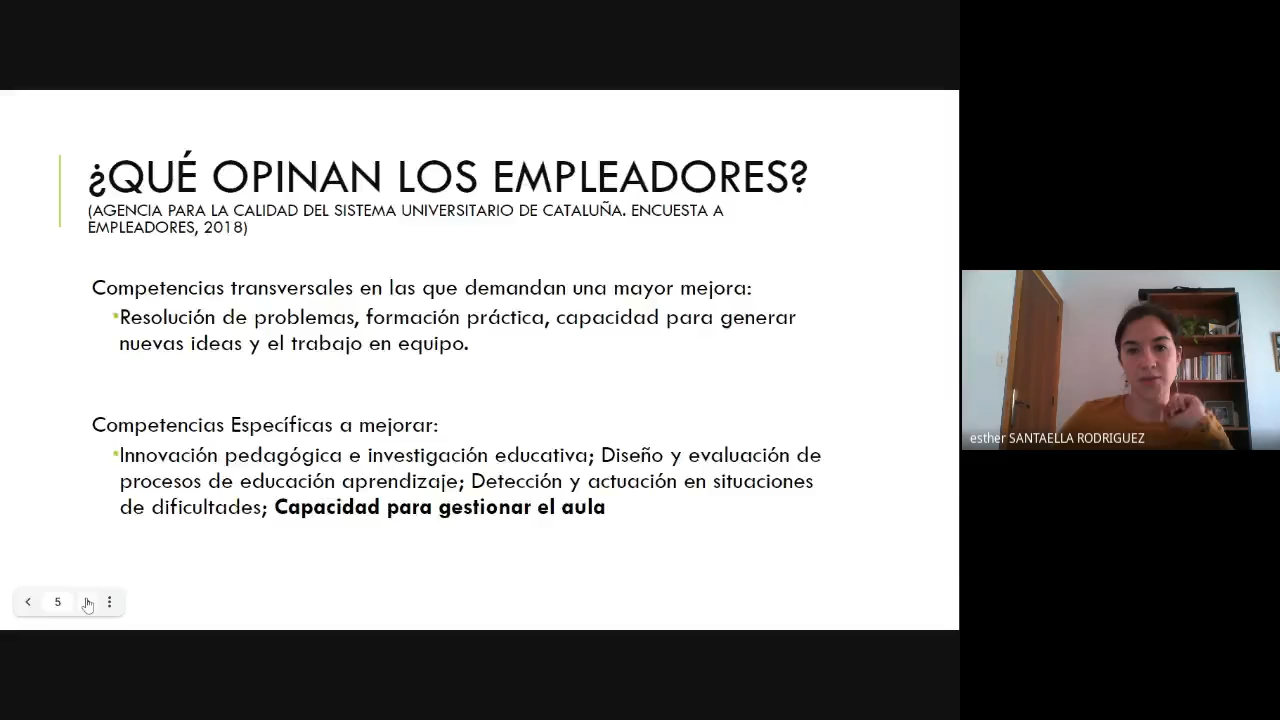 ¿QUÉ OPINAN LOS EMPLEADORES?
(AGENCIA PARA LA CALIDAD DEL SISTEMA UNIVERSITARIO DE CATALUÑA. ENCUESTA A
EMPLEADORES, 2018)
Competencias transversales en las que demandan una mayor mejora:
Resolución de problemas, formación práctica, capacidad para generar
nuevas ideas y el trabajo en equipo.
Competencias Específicas a mejorar:
Innovación pedagógica e investigación educativa; Diseño y evaluación de
procesos de educación aprendizaje; Detección y actuación en situaciones
de dificultades; Capacidad para gestionar el aula
5
esther SANTAELLA RODRIGUEZ